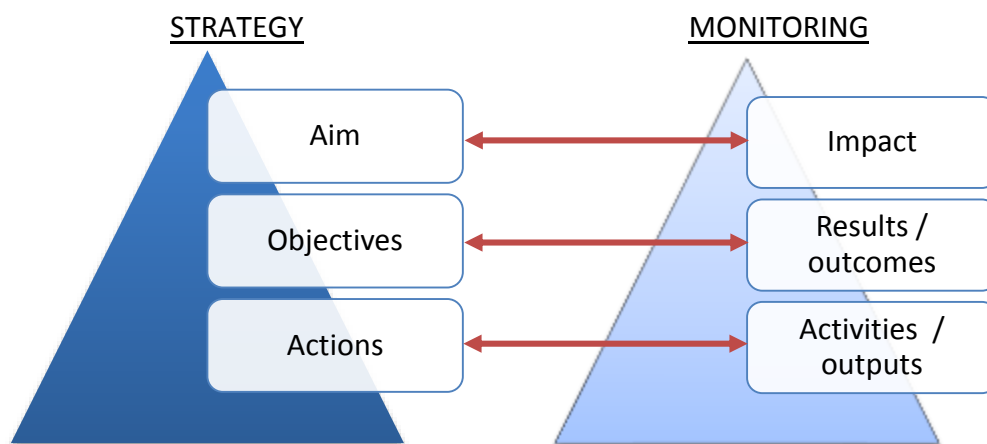 STRATEGY
MONITORING
Aim
Impact
Objectives
Results /
outcomes
Actions
Activities /
outputs